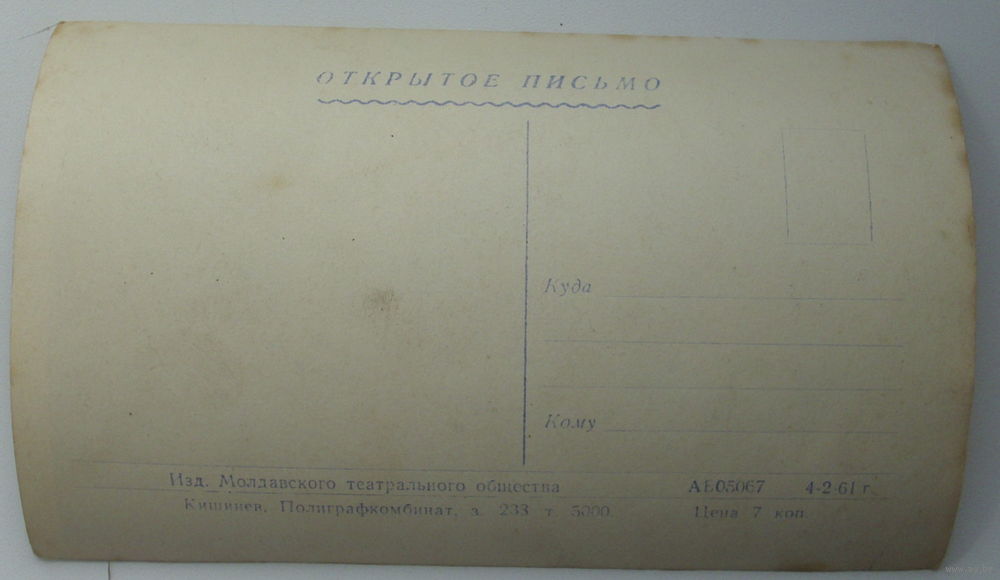 ОТКРЫТОЕ ПИСЬМО
Куда
Кому
Изд. Молдавского театрального общества АБ05067 4-2-61 г.
Кишинев, Полиграфкомбинат, з. 233 т. 5000. Цена 7 коп.